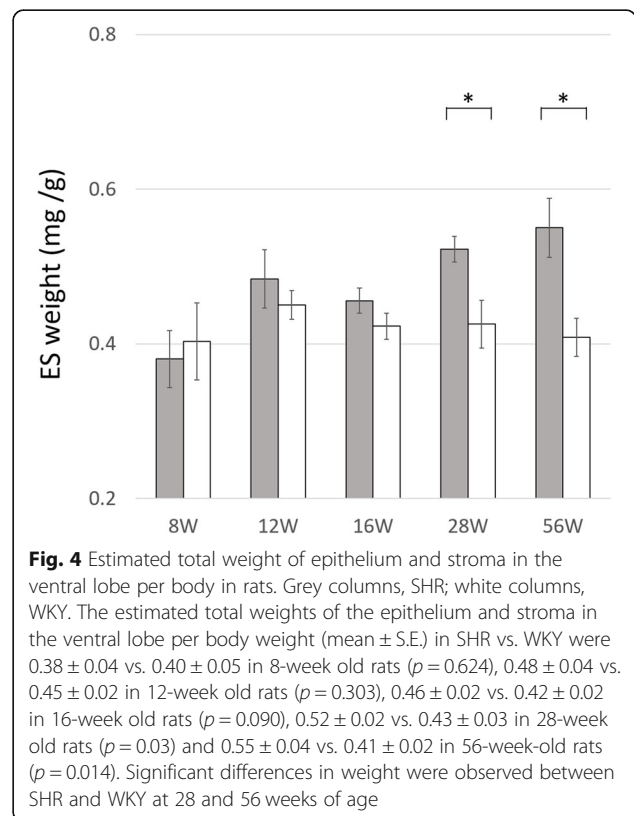 0.8
* *
0.6
ES weight (mg /g)
0.4
0.2
8W 12W 16W 28W 56W
Fig. 4 Estimated total weight of epithelium and stroma in the
ventral lobe per body in rats. Grey columns, SHR; white columns,
WKY. The estimated total weights of the epithelium and stroma in
the ventral lobe per body weight (mean ± S.E.) in SHR vs. WKY were
0.38 ± 0.04 vs. 0.40 ± 0.05 in 8-week old rats (p = 0.624), 0.48 ± 0.04 vs.
0.45 ± 0.02 in 12-week old rats (p = 0.303), 0.46 ± 0.02 vs. 0.42 ± 0.02
in 16-week old rats (p = 0.090), 0.52 ± 0.02 vs. 0.43 ± 0.03 in 28-week
old rats (p = 0.03) and 0.55 ± 0.04 vs. 0.41 ± 0.02 in 56-week-old rats
(p = 0.014). Significant differences in weight were observed between
SHR and WKY at 28 and 56 weeks of age